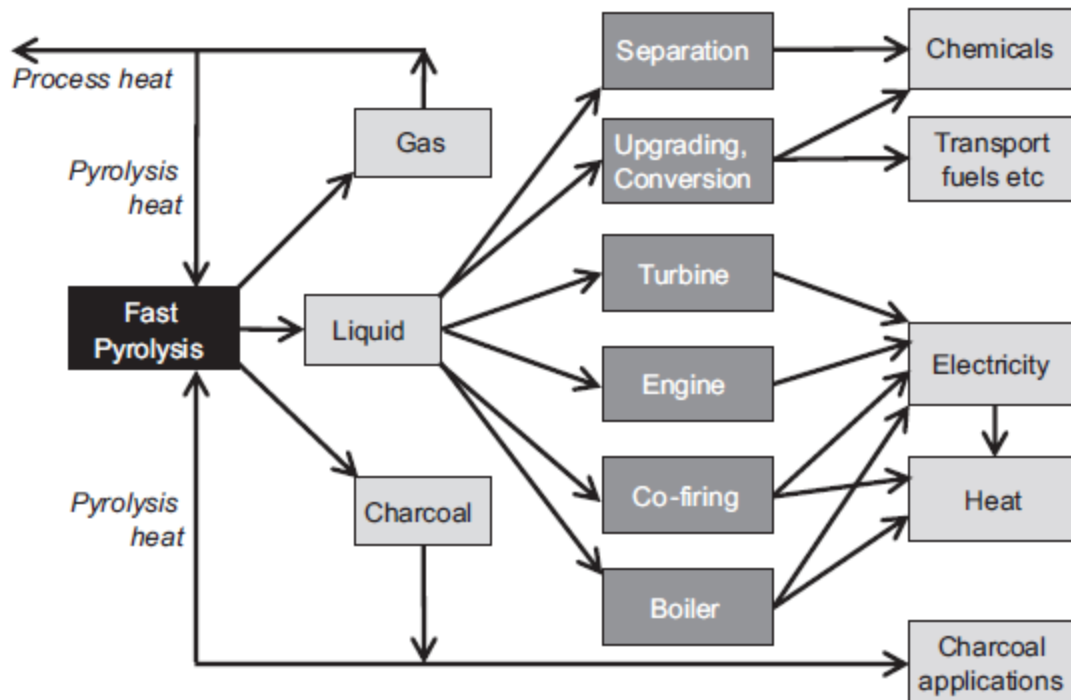 Process heat
Pyrolysis
heat
Gas
Fast
Pyrolysis
Liquid
Pyrolysis
heat
Charcoal
Separation
Upgrading,
Conversion
Turbine
Engine
Co-firing
Boiler
Chemicals
Transport
fuels etc
Electricity
Heat
Charcoal
applications